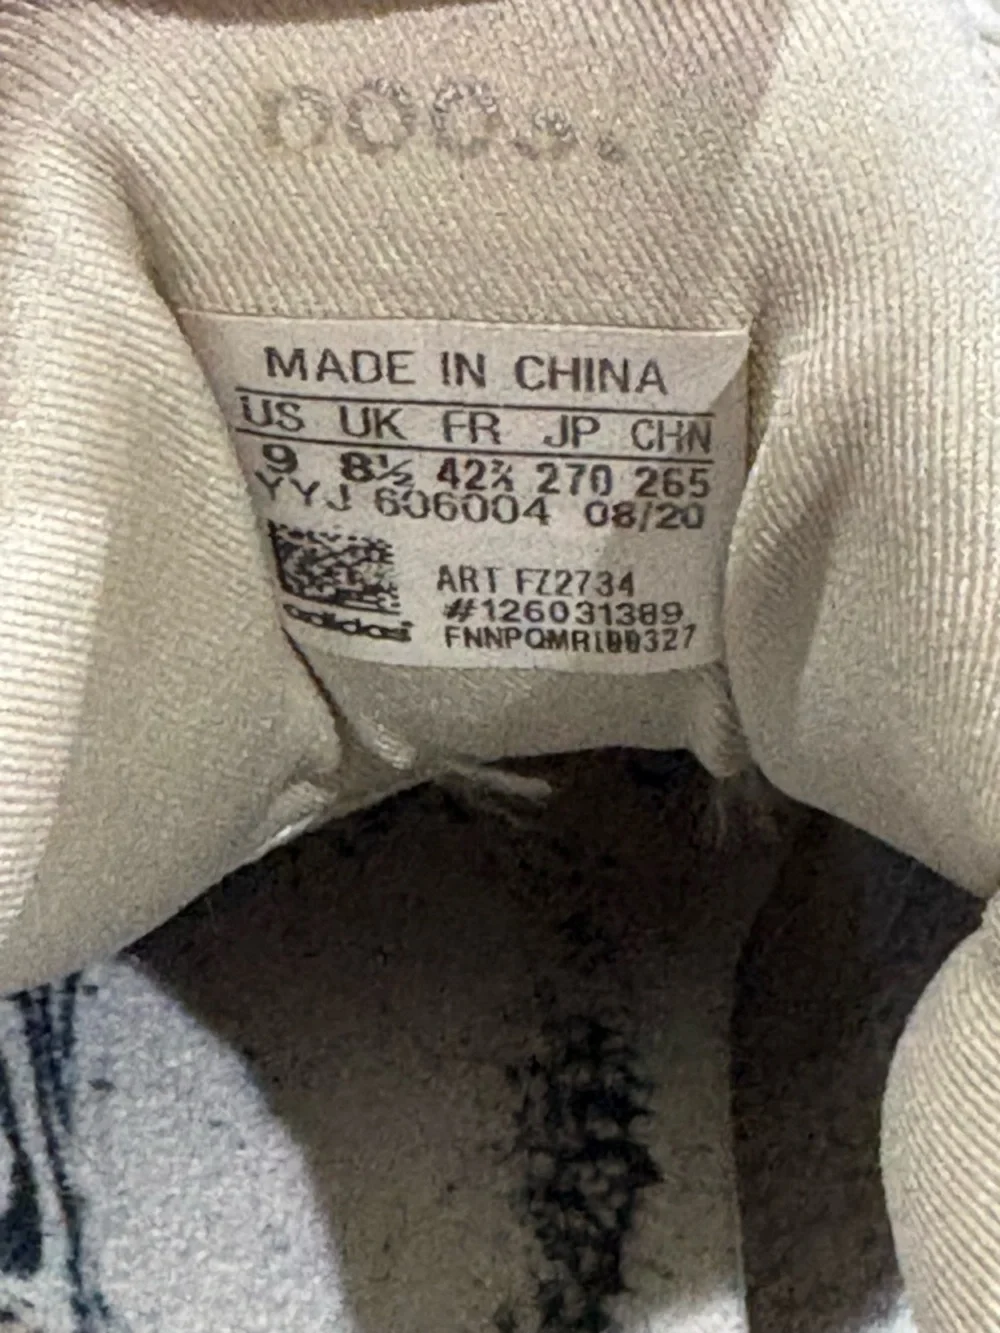 MADE IN CHINA
US UK FR JP CHN
9 8½ 42⅔ 270 265
YYJ 606004 08/20
ART FZ2734
#126031389
adidas